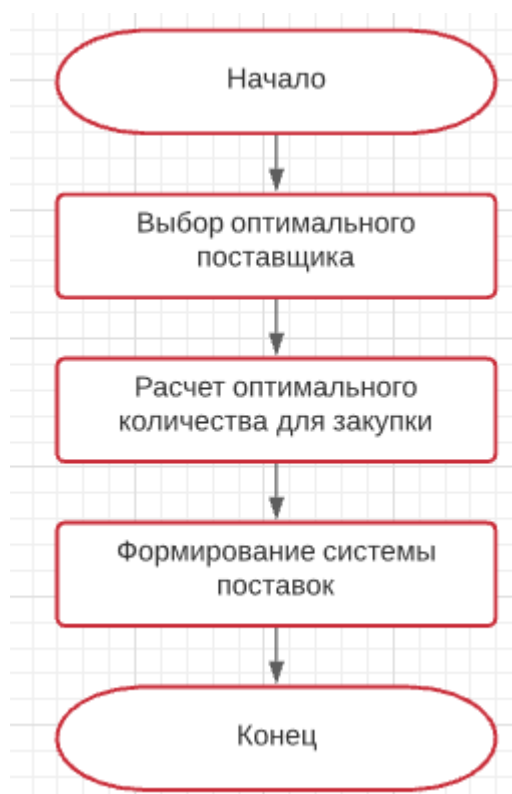 Начало
Выбор оптимального
поставщика
Расчет оптимального
количества для закупки
Формирование системы
поставок
Конец